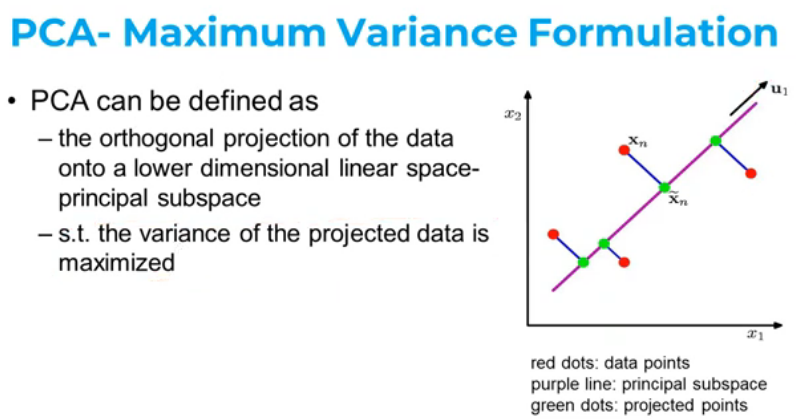 PCA- Maximum Variance Formulation
• PCA can be defined as
– the orthogonal projection of the data
onto a lower dimensional linear space-
principal subspace
– s.t. the variance of the projected data is
maximized
x₂
u₁
xₙ
x̃ₙ
x₁
red dots: data points
purple line: principal subspace
green dots: projected points